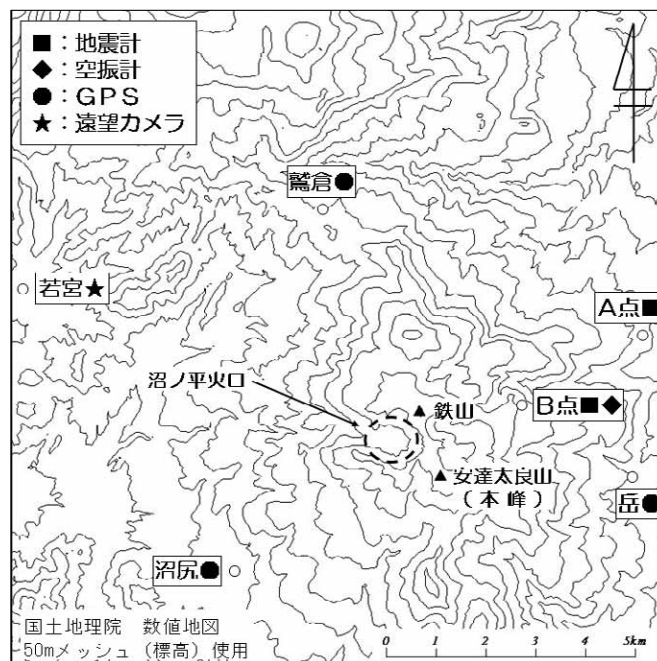 ■：地震計
◆：空振計
●：ＧＰＳ
★：遠望カメラ
鷲倉●
若宮★
A点■
沼ノ平火口
▲鉄山
B点■◆
▲安達太良山
（本峰）
岳●
沼尻●
国土地理院 数値地図
50mメッシュ（標高）使用
0 1 2 3 4 5km